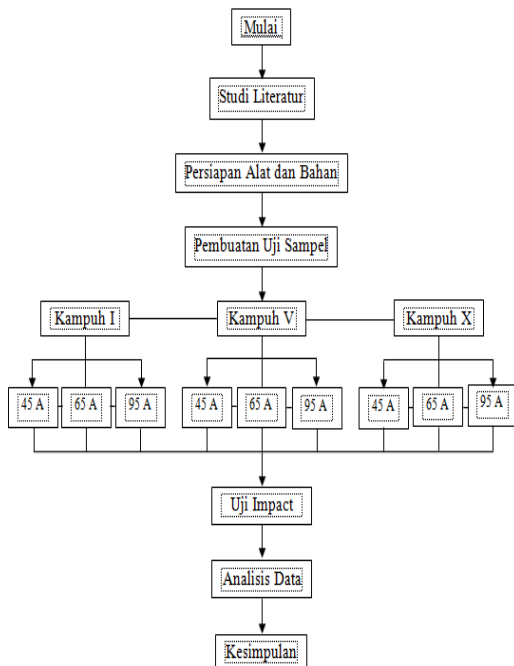 Mulai
Studi Literatur
Persiapan Alat dan Bahan
Pembuatan Uji Sampel
Kampuh I
Kampuh V
Kampuh X
45 A
65 A
95 A
45 A
65 A
95 A
45 A
65 A
95 A
Uji Impact
Analisis Data
Kesimpulan